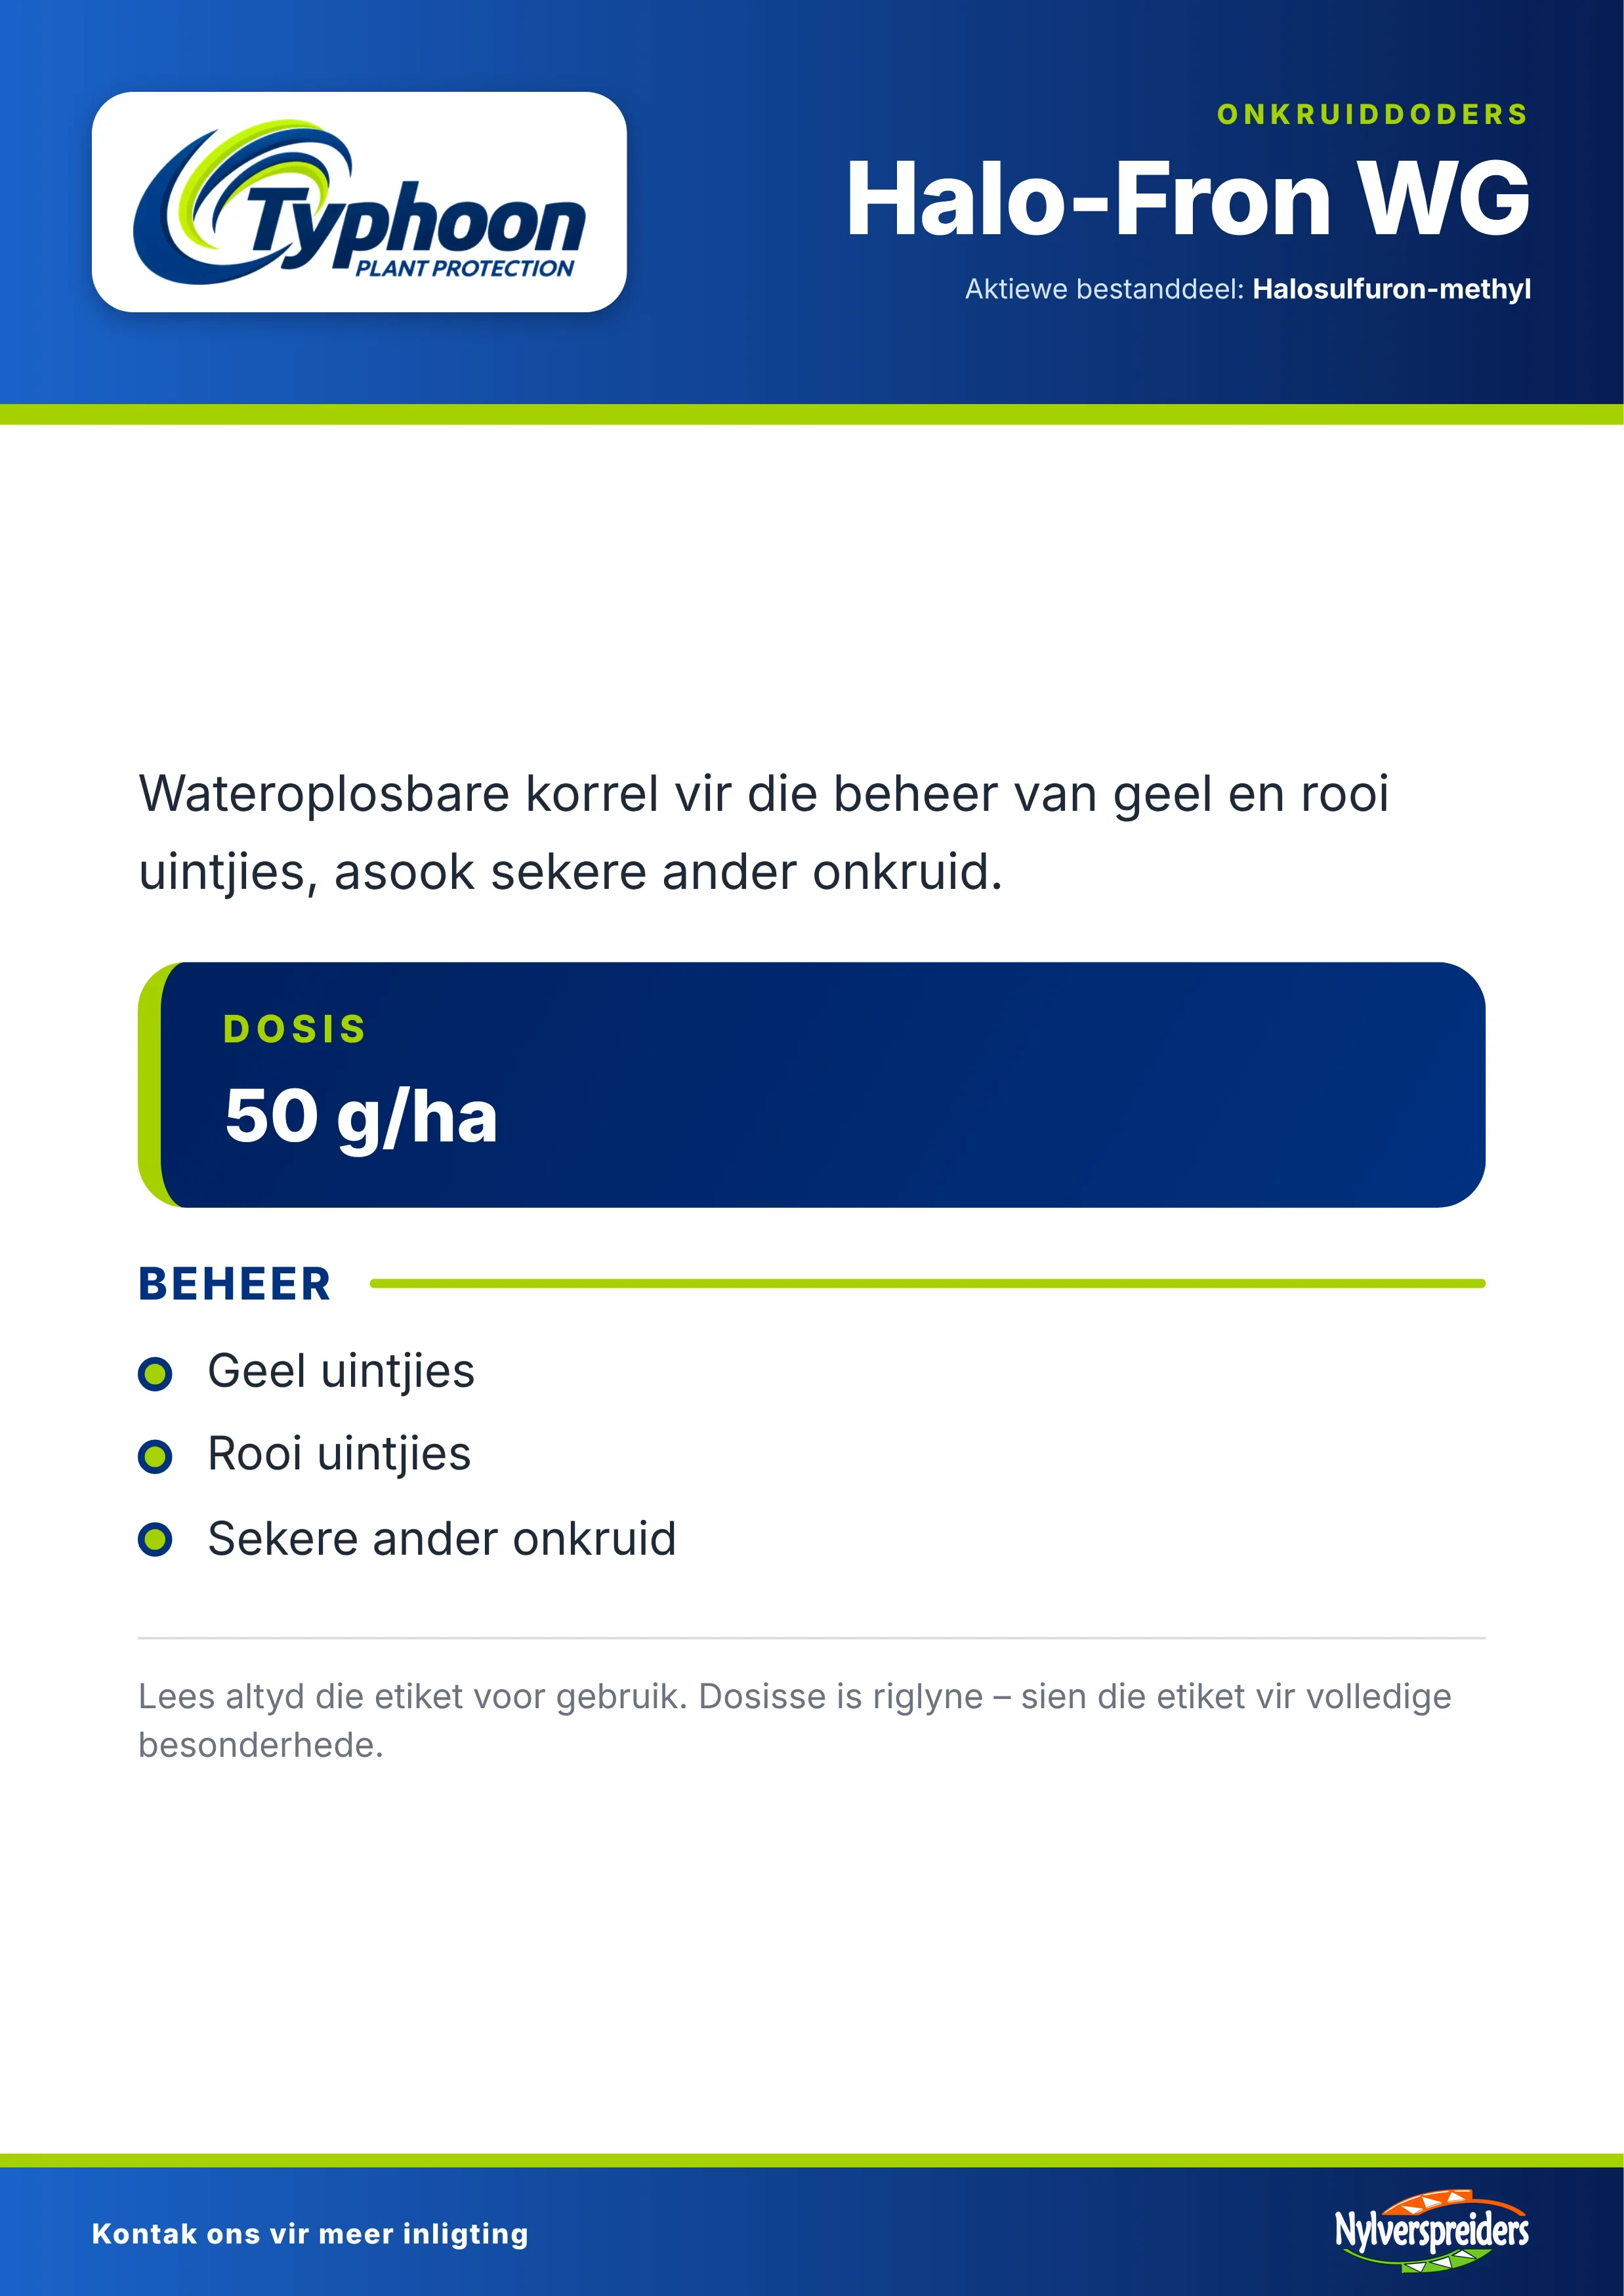 Typhoon
PLANT PROTECTION
ONKRUIDDODERS
Halo-Fron WG
Aktiewe bestanddeel: Halosulfuron-methyl
Wateroplosbare korrel vir die beheer van geel en rooi
uintjies, asook sekere ander onkruid.
DOSIS
50 g/ha
BEHEER
Geel uintjies
Rooi uintjies
Sekere ander onkruid
Lees altyd die etiket voor gebruik. Dosisse is riglyne – sien die etiket vir volledige
besonderhede.
Kontak ons vir meer inligting
Nylverspreiders